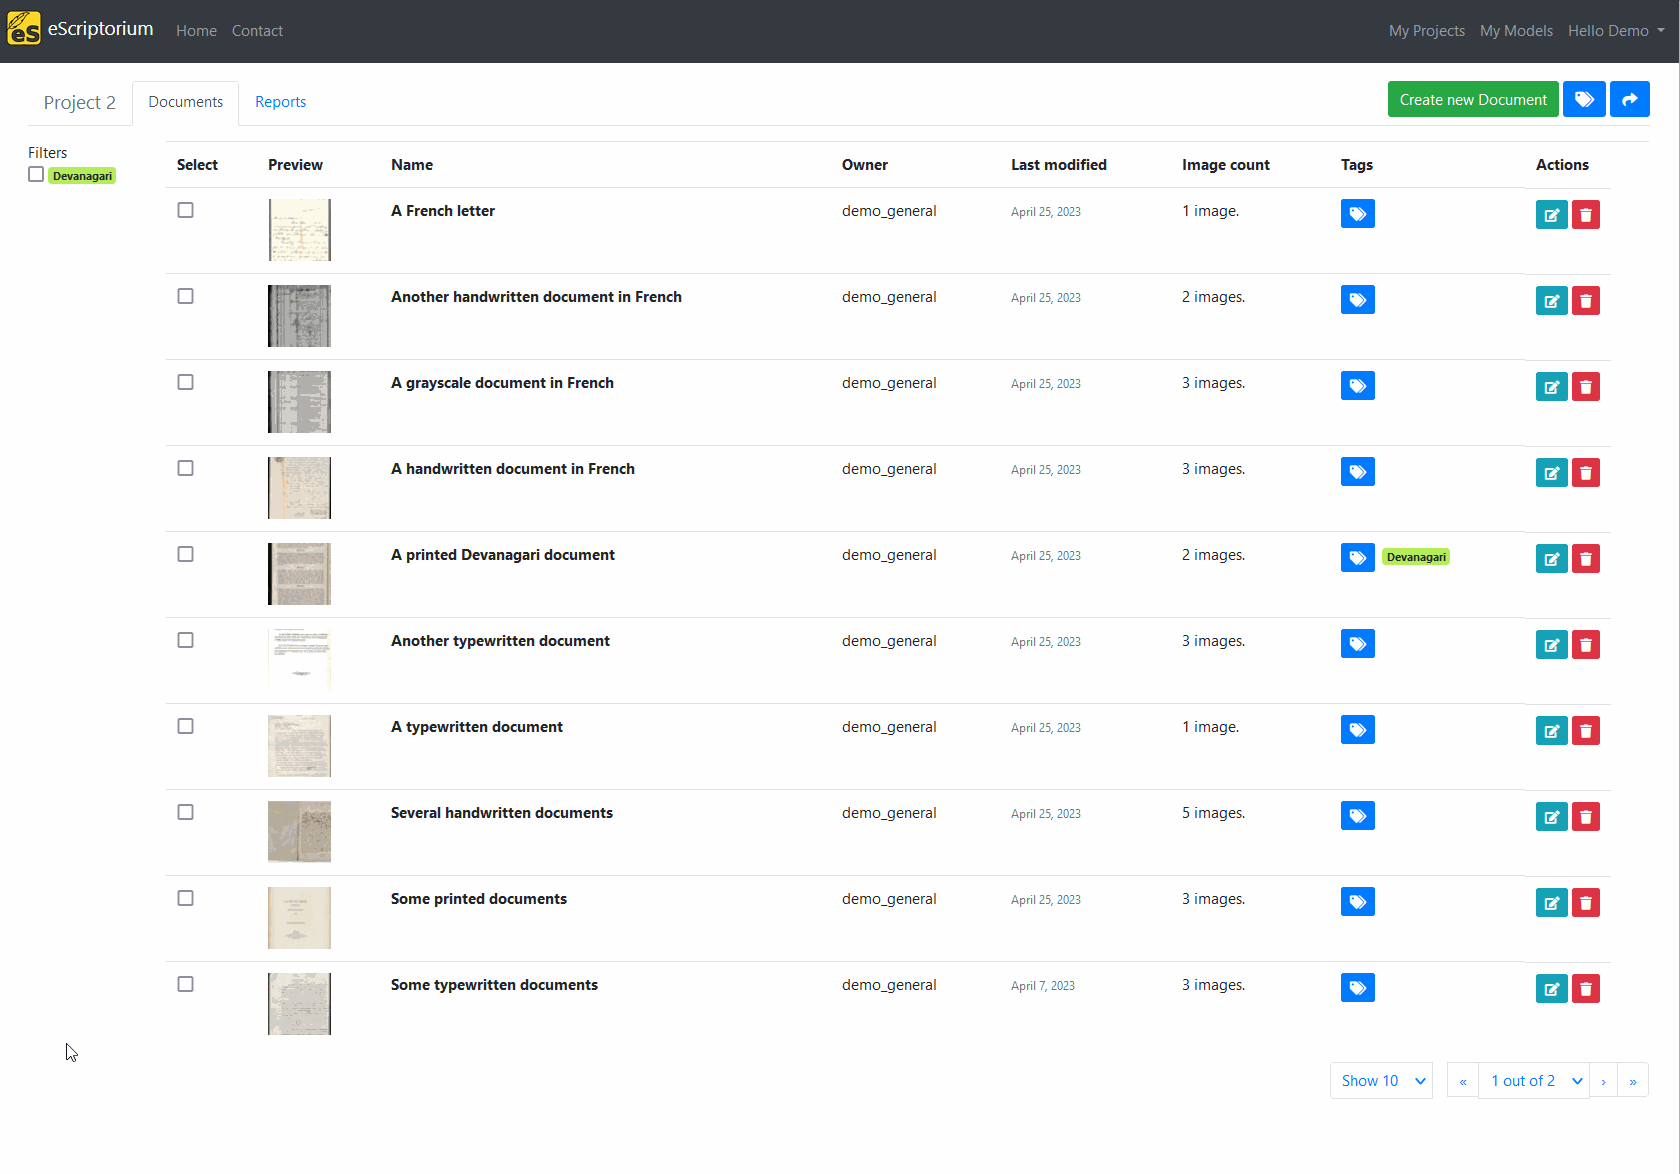 eS eScriptorium Home Contact My Projects My Models Hello Demo
Project 2 Documents Reports Create new Document
Filters
Devanagari
Select Preview Name Owner Last modified Image count Tags Actions
A French letter demo_general April 25, 2023 1 image.
Another handwritten document in French demo_general April 25, 2023 2 images.
A grayscale document in French demo_general April 25, 2023 3 images.
A handwritten document in French demo_general April 25, 2023 3 images.
A printed Devanagari document demo_general April 25, 2023 2 images. Devanagari
Another typewritten document demo_general April 25, 2023 3 images.
A typewritten document demo_general April 25, 2023 1 image.
Several handwritten documents demo_general April 25, 2023 5 images.
Some printed documents demo_general April 25, 2023 3 images.
Some typewritten documents demo_general April 7, 2023 3 images.
Show 10 « 1 out of 2 › »